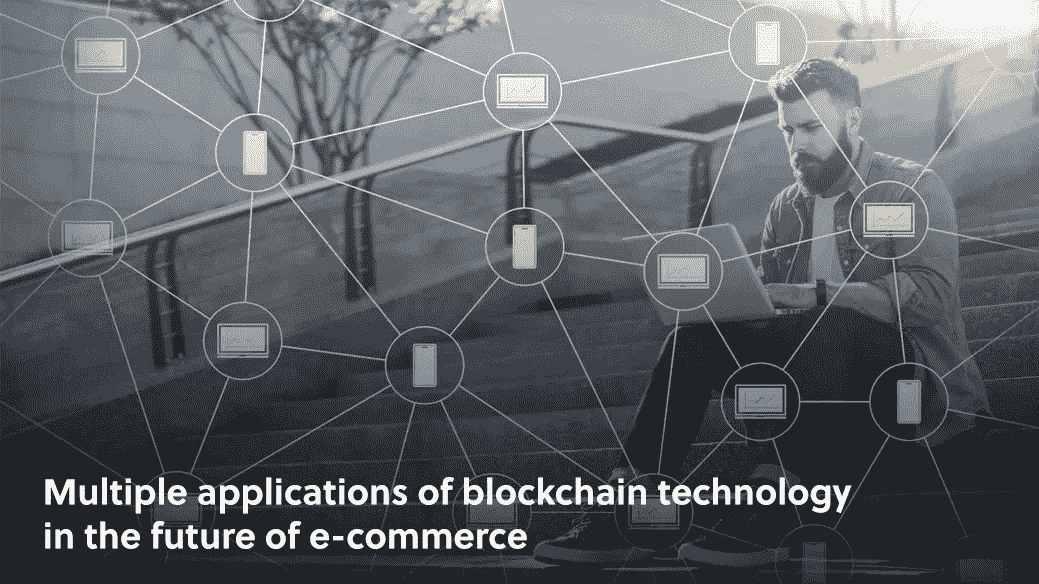 Multiple applications of blockchain technology
in the future of e-commerce